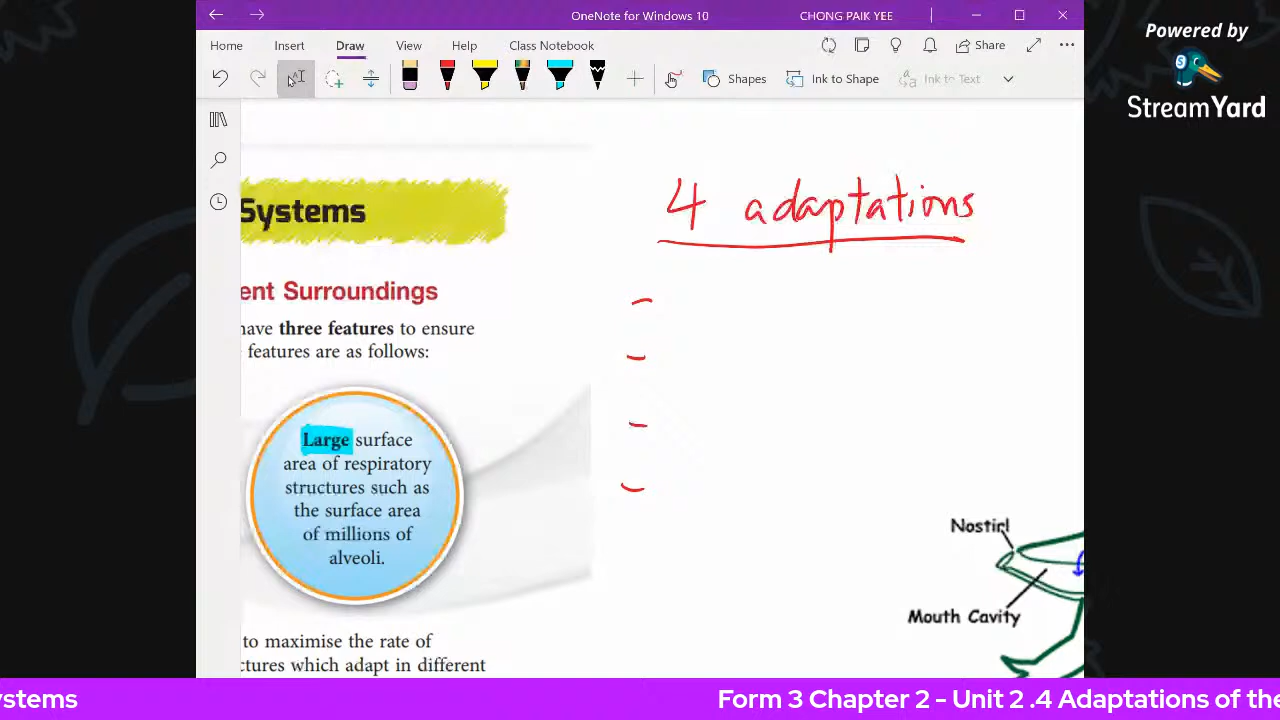 OneNote for Windows 10
CHONG PAIK YEE
Powered by
StreamYard
Home
Insert
Draw
View
Help
Class Notebook
Share
Shapes
Ink to Shape
Ink to Text
Systems
4 adaptations
ent Surroundings
have three features to ensure
features are as follows:
Large surface
area of respiratory
structures such as
the surface area
of millions of
alveoli.
Nostirl
Mouth Cavity
to maximise the rate of
ctures which adapt in different
ystems
Form 3 Chapter 2 - Unit 2 .4 Adaptations of the